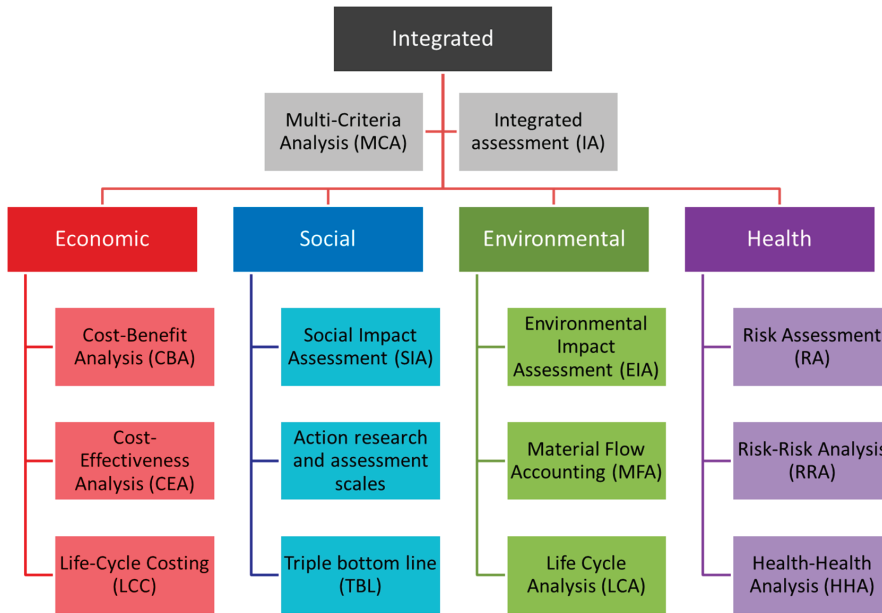 Integrated
Multi-Criteria
Analysis (MCA)
Integrated
assessment (IA)
Economic
Social
Environmental
Health
Cost-Benefit
Analysis (CBA)
Social Impact
Assessment (SIA)
Environmental
Impact
Assessment (EIA)
Risk Assessment
(RA)
Cost-
Effectiveness
Analysis (CEA)
Action research
and assessment
scales
Material Flow
Accounting (MFA)
Risk-Risk Analysis
(RRA)
Life-Cycle Costing
(LCC)
Triple bottom line
(TBL)
Life Cycle
Analysis (LCA)
Health-Health
Analysis (HHA)